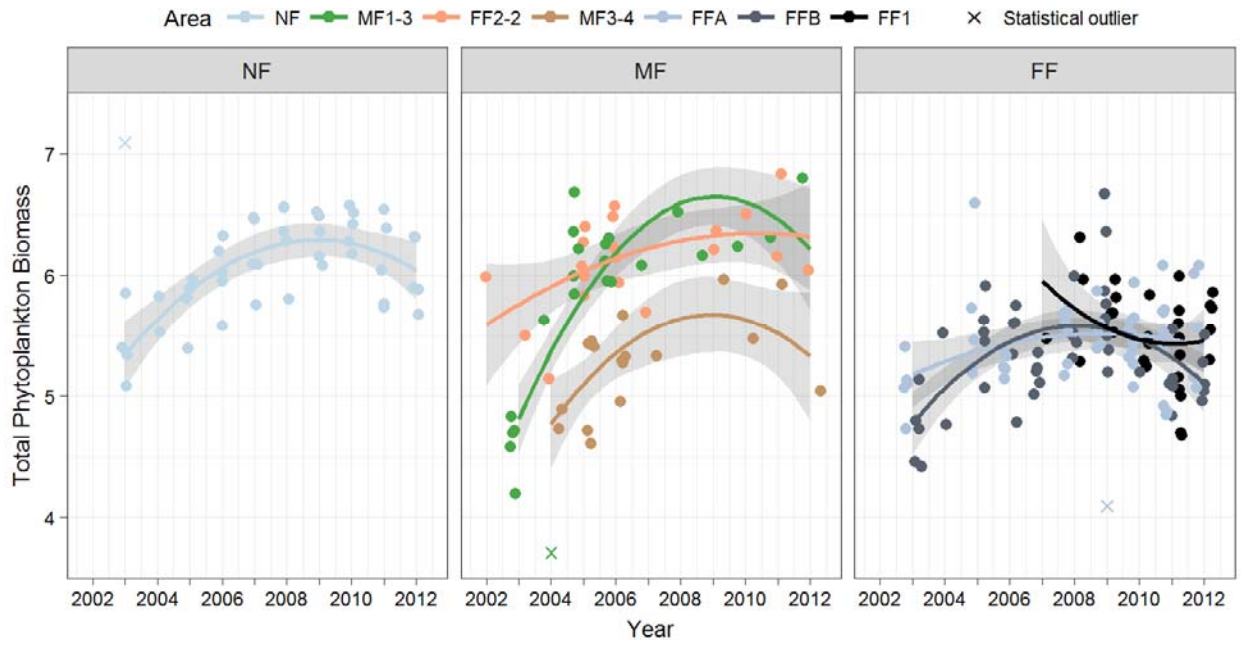 Area NF MF1-3 FF2-2 MF3-4 FFA FFB FF1 Statistical outlier
NF MF FF
Total Phytoplankton Biomass
7
6
5
4
2002 2004 2006 2008 2010 2012 2002 2004 2006 2008 2010 2012 2002 2004 2006 2008 2010 2012
Year